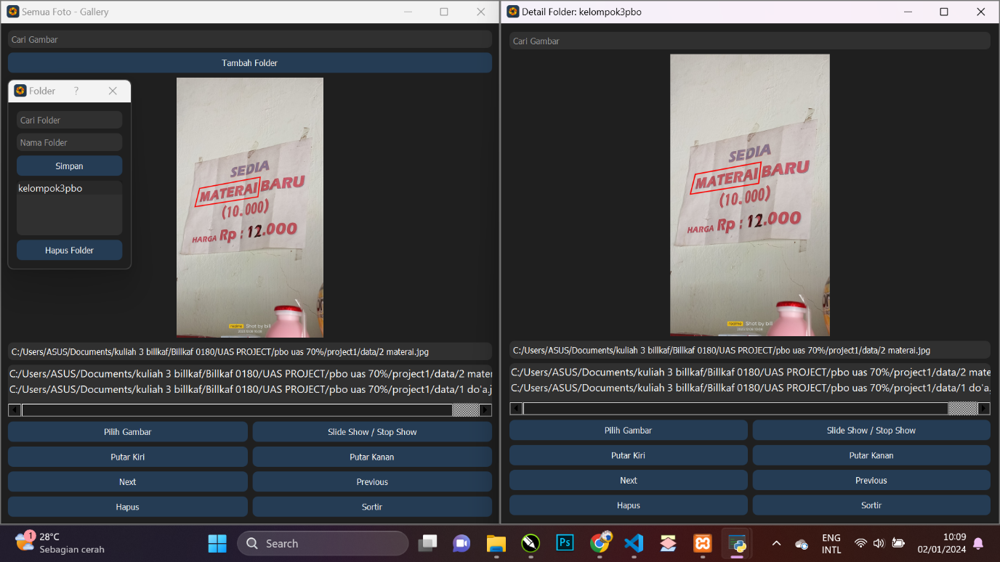 Semua Foto - Gallery
Cari Gambar
Tambah Folder
Folder ?
Cari Folder
Nama Folder
Simpan
kelompok3pbo
Hapus Folder
SEDIA
MATERAI BARU
(10.000)
HARGA Rp : 12.000
realme Shot by bill
C:/Users/ASUS/Documents/kuliah 3 billkaf/Billkaf 0180/UAS PROJECT/pbo uas 70%/project1/data/2 materai.jpg
C:/Users/ASUS/Documents/kuliah 3 billkaf/Billkaf 0180/UAS PROJECT/pbo uas 70%/project1/data/2 mater
C:/Users/ASUS/Documents/kuliah 3 billkaf/Billkaf 0180/UAS PROJECT/pbo uas 70%/project1/data/1 do'a.j
Pilih Gambar Slide Show / Stop Show
Putar Kiri Putar Kanan
Next Previous
Hapus Sortir
Detail Folder: kelompok3pbo
Cari Gambar
SEDIA
MATERAI BARU
(10.000)
HARGA Rp : 12.000
realme Shot by bill
C:/Users/ASUS/Documents/kuliah 3 billkaf/Billkaf 0180/UAS PROJECT/pbo uas 70%/project1/data/2 materai.jpg
C:/Users/ASUS/Documents/kuliah 3 billkaf/Billkaf 0180/UAS PROJECT/pbo uas 70%/project1/data/2 mate
C:/Users/ASUS/Documents/kuliah 3 billkaf/Billkaf 0180/UAS PROJECT/pbo uas 70%/project1/data/1 do'a.
Pilih Gambar Slide Show / Stop Show
Putar Kiri Putar Kanan
Next Previous
Hapus Sortir
1
28°C
Sebagian cerah
Search
Ps
ENG
INTL
10:09
02/01/2024